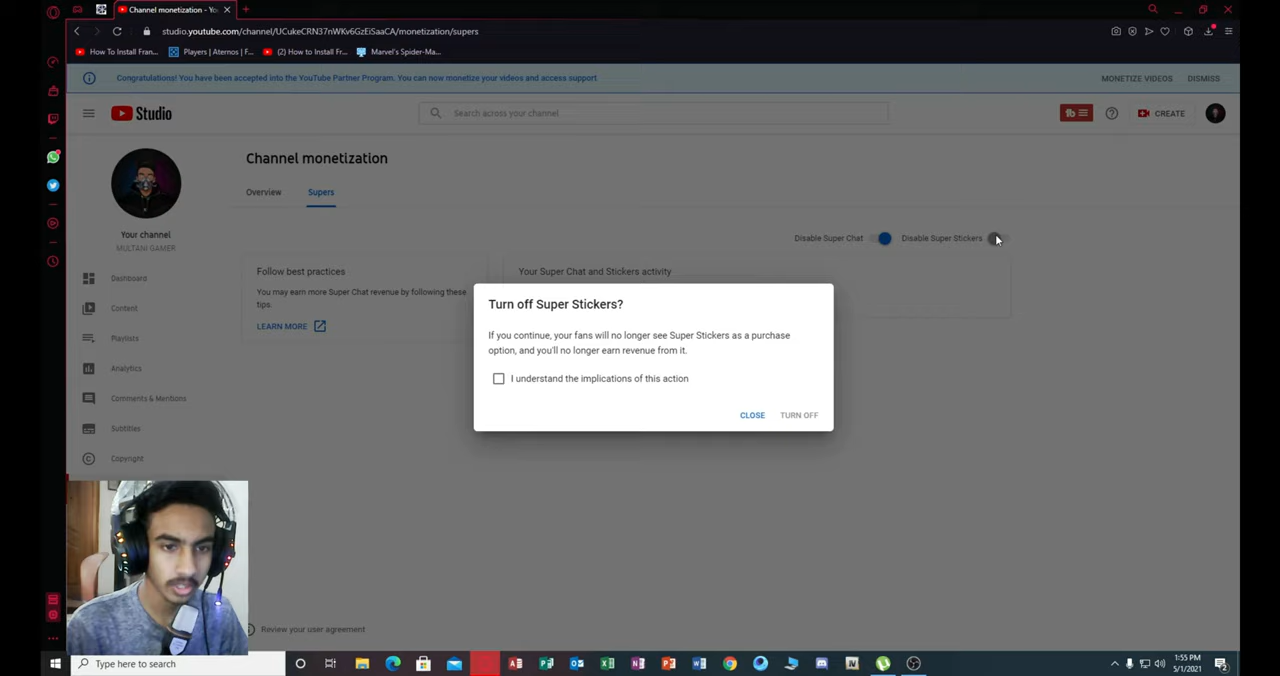 Channel monetization - Yo
studio.youtube.com/channel/UCukeCRN37nWKv6GzEiSaaCA/monetization/supers
How To Install Fran... Players | Aternos | F... (2) How to Install Fr... Marvel's Spider-Ma...
Congratulations! You have been accepted into the YouTube Partner Program. You can now monetize your videos and access support MONETIZE VIDEOS DISMISS
Studio Search across your channel CREATE
Channel monetization
Overview Supers
Your channel
MULTANI GAMER
Disable Super Chat Disable Super Stickers
Follow best practices
You may earn more Super Chat revenue by following these
tips.
LEARN MORE
Your Super Chat and Stickers activity
Dashboard
Content
Playlists
Analytics
Comments & Mentions
Subtitles
Copyright
Turn off Super Stickers?
If you continue, your fans will no longer see Super Stickers as a purchase
option, and you'll no longer earn revenue from it.
I understand the implications of this action
CLOSE TURN OFF
Review your user agreement
Type here to search
1:55 PM
5/1/2021